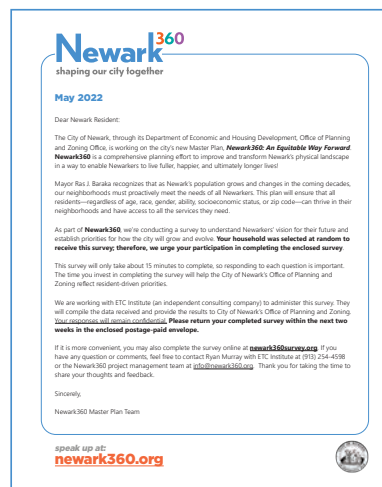 Newark360
shaping our city together
May 2022
Dear Newark Resident:
The City of Newark, through its Department of Economic and Housing Development, Office of Planning
and Zoning Office, is working on the city's new Master Plan, Newark360: An Equitable Way Forward.
Newark360 is a comprehensive planning effort to improve and transform Newark's physical landscape
in a way to enable Newarkers to live fuller, happier, and ultimately longer lives!
Mayor Ras J. Baraka recognizes that as Newark's population grows and changes in the coming decades,
our neighborhoods must proactively meet the needs of all Newarkers. This plan will ensure that all
residents—regardless of age, race, gender, ability, socioeconomic status, or zip code—can thrive in their
neighborhoods and have access to all the services they need.
As part of Newark360, we're conducting a survey to understand Newarkers' vision for their future and
establish priorities for how the city will grow and evolve. Your household was selected at random to
receive this survey; therefore, we urge your participation in completing the enclosed survey.
This survey will only take about 15 minutes to complete, so responding to each question is important.
The time you invest in completing the survey will help the City of Newark's Office of Planning and
Zoning reflect resident-driven priorities.
We are working with ETC Institute (an independent consulting company) to administer this survey. They
will compile the data received and provide the results to City of Newark's Office of Planning and Zoning.
Your responses will remain confidential. Please return your completed survey within the next two
weeks in the enclosed postage-paid envelope.
If it is more convenient, you may also complete the survey online at newark360survey.org. If you
have any question or comments, feel free to contact Ryan Murray with ETC Institute at (913) 254-4598
or the Newark360 project management team at info@newark360.org. Thank you for taking the time to
share your thoughts and feedback.
Sincerely,
Newark360 Master Plan Team
speak up at:
newark360.org